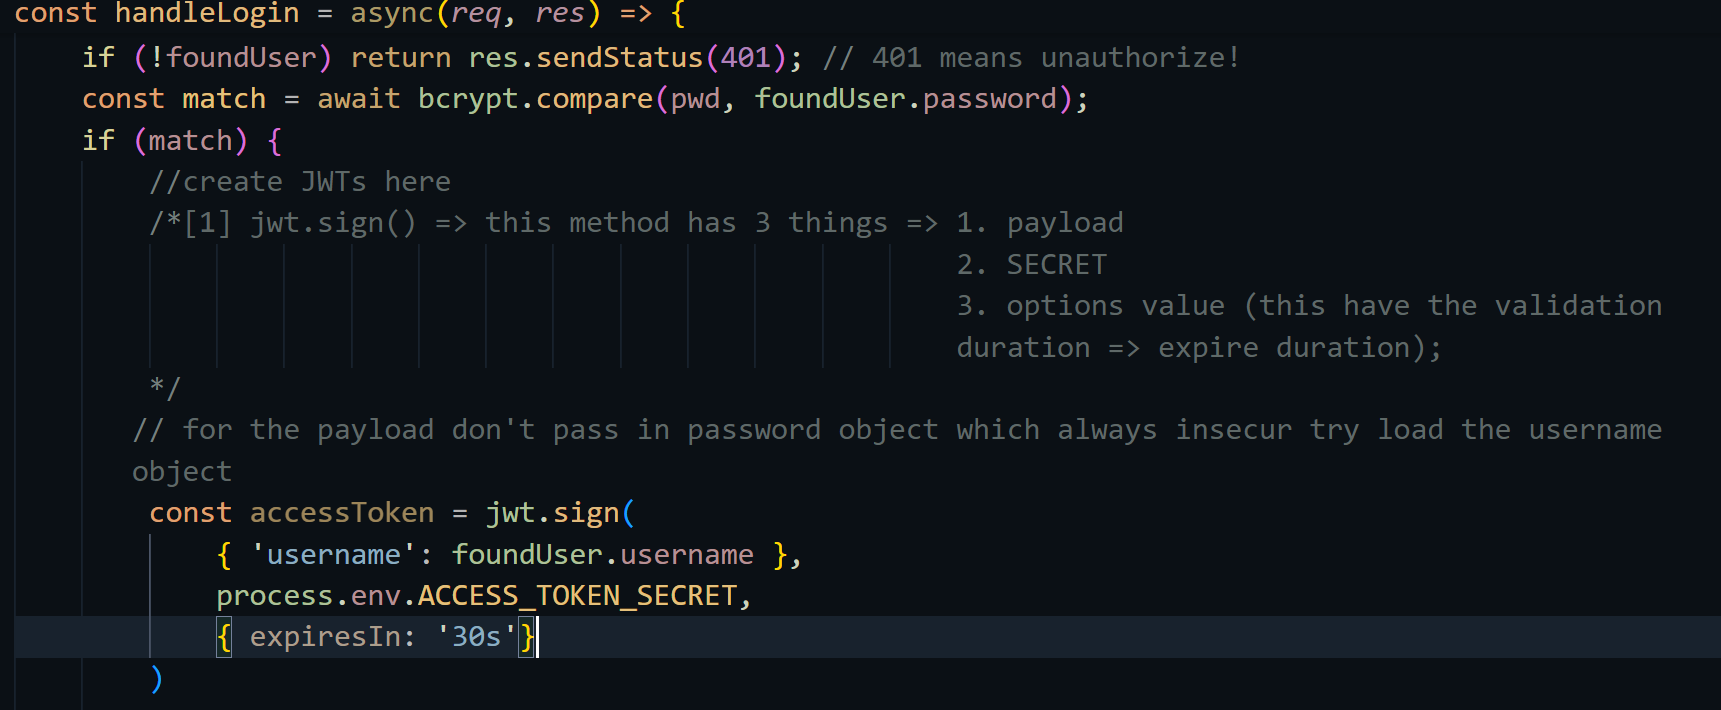 const handleLogin = async(req, res) => {
if (!foundUser) return res.sendStatus(401); // 401 means unauthorize!
const match = await bcrypt.compare(pwd, foundUser.password);
if (match) {
//create JWTs here
/*[1] jwt.sign() => this method has 3 things => 1. payload
2. SECRET
3. options value (this have the validation
duration => expire duration);
*/
// for the payload don't pass in password object which always insecur try load the username
object
const accessToken = jwt.sign(
{ 'username': foundUser.username },
process.env.ACCESS_TOKEN_SECRET,
{ expiresIn: '30s'}
)